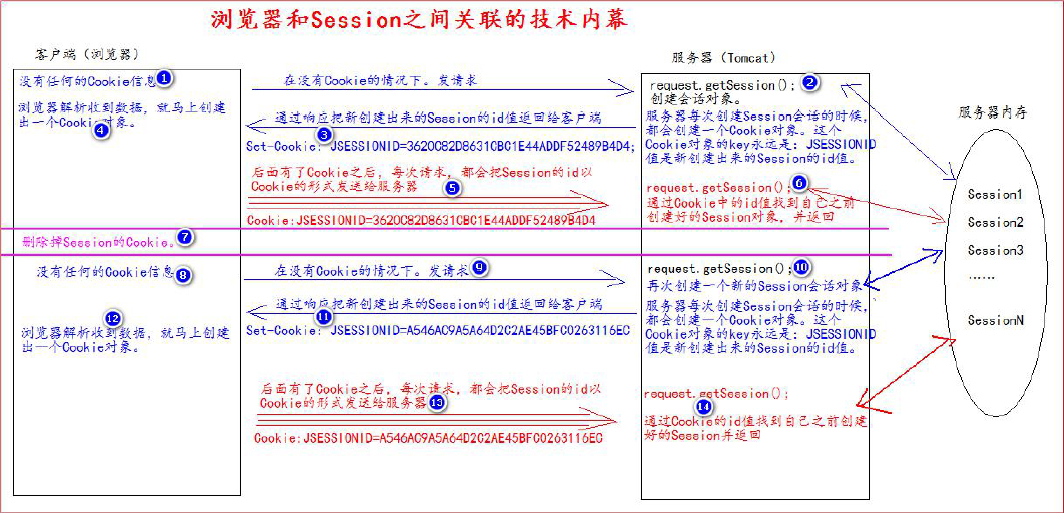 浏览器和Session之间关联的技术内幕
客户端（浏览器）
服务器（Tomcat）
服务器内存
没有任何的Cookie信息
1
浏览器解析收到数据，就马上创建
出一个Cookie对象。
4
在没有Cookie的情况下。发请求
通过响应把新创建出来的Session的id值返回给客户端
3
Set-Cookie: JSESSIONID=3620C82D8631CBC1E44ADDF52489B4D4;
request.getSession();
2
创建会话对象。
服务器每次创建Session会话的时候，
都会创建一个Cookie对象。这个
Cookie对象的key永远是：JSESSIONID
值是新创建出来的Session的id值。
后面有了Cookie之后，每次请求，都会把Session的id以
Cookie的形式发送给服务器
5
Cookie:JSESSIONID=3620C82D8631CBC1E44ADDF52489B4D4
request.getSession();
6
通过Cookie中的id值找到自己之前
创建好的Session对象，并返回
Session1
Session2
Session3
......
SessionN
删除掉Session的Cookie。
7
没有任何的Cookie信息
8
在没有Cookie的情况下。发请求
9
request.getSession();
10
再次创建一个新的Session会话对象
通过响应把新创建出来的Session的id值返回给客户端
11
Set-Cookie: JSESSIONID=A546AC9A5A64D2C2AE45BFC0263116EC
服务器每次创建Session会话的时候，
都会创建一个Cookie对象。这个
Cookie对象的key永远是：JSESSIONID
值是新创建出来的Session的id值。
12
浏览器解析收到数据，就马上创建
出一个Cookie对象。
后面有了Cookie之后，每次请求，都会把Session的id以
Cookie的形式发送给服务器
13
Cookie:JSESSIONID=A546AC9A5A64D2C2AE45BFC0263116EC
request.getSession();
14
通过Cookie的id值找到自己之前创建
好的Session并返回